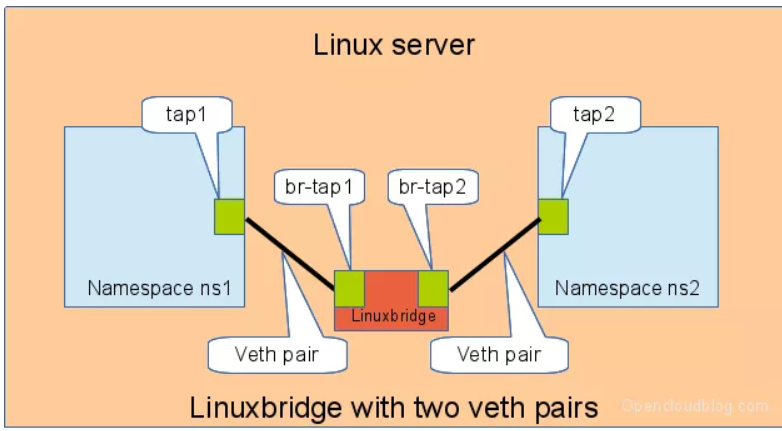 Linux server
tap1
tap2
br-tap1
br-tap2
Namespace ns1
Namespace ns2
Linuxbridge
Veth pair
Veth pair
Linuxbridge with two veth pairs
Opencloudblog.com